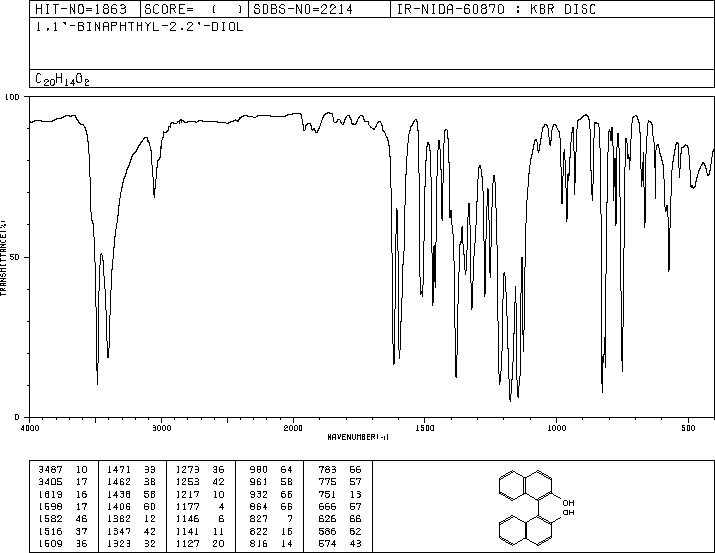 HIT-NO=1863 SCORE= ( ) SDBS-NO=2214 IR-NIDA-60870 : KBR DISC
1,1'-BINAPHTHYL-2,2'-DIOL
C20H14O2
100
50
0
TRANSMITTANCE(%)
4000 3000 2000 1500 1000 500
WAVENUMBER(-1)
3487 10 1471 33 1273 36 980 64 783 66
3405 17 1462 38 1253 42 961 58 775 57
1619 16 1438 58 1217 10 932 66 751 13
1598 17 1406 60 1177 4 864 66 666 57
1582 46 1382 12 1146 6 827 7 626 66
1516 37 1347 42 1141 11 822 15 586 62
1509 36 1323 32 1127 20 816 14 574 43
OH
OH